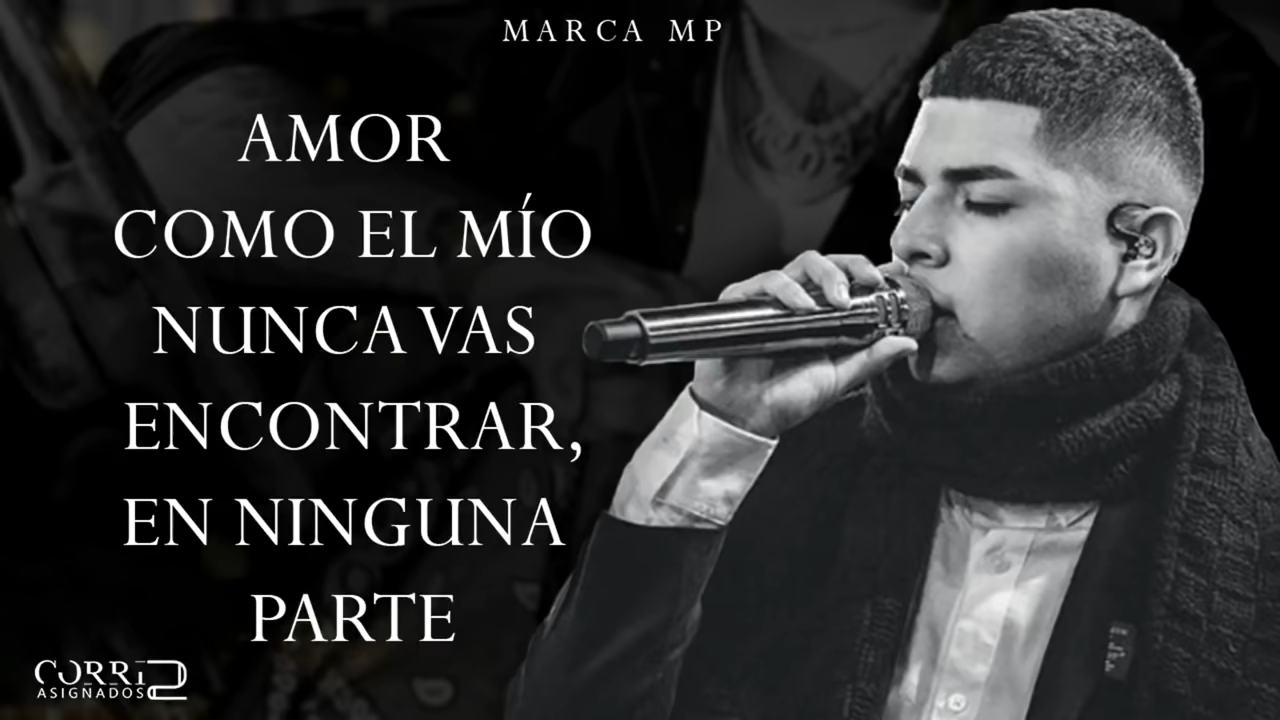 MARCA MP
AMOR
COMO EL MÍO
NUNCA VAS
ENCONTRAR,
EN NINGUNA
PARTE
CORRI2
ASIGNADOS